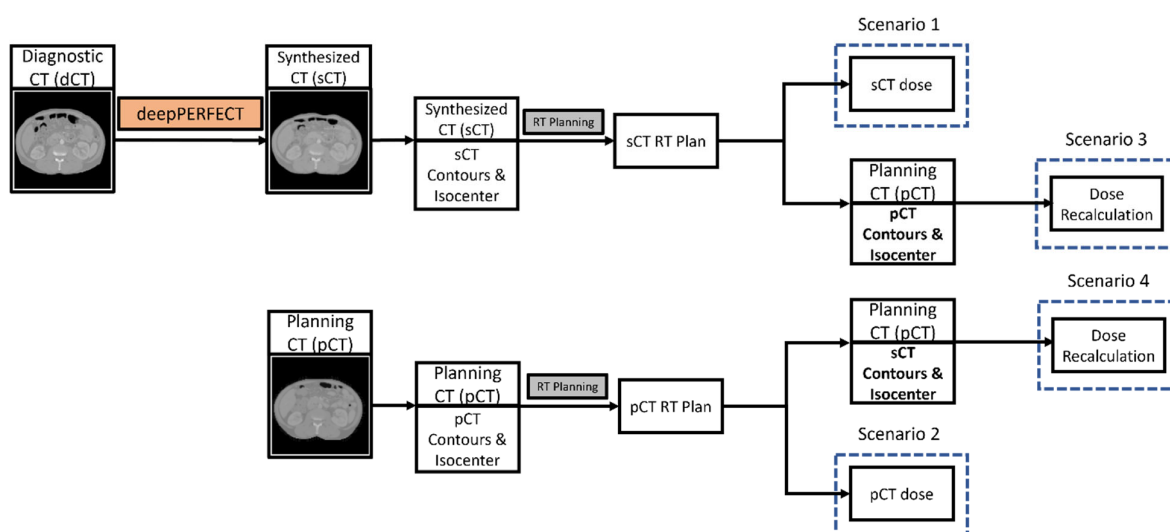 Scenario 1
Diagnostic
CT (dCT)
deepPERFECT
Synthesized
CT (sCT)
Synthesized
CT (sCT)
sCT
Contours &
Isocenter
RT Planning
sCT RT Plan
sCT dose
Planning
CT (pCT)
pCT
Contours &
Isocenter
Scenario 3
Dose
Recalculation
Planning
CT (pCT)
Planning
CT (pCT)
pCT
Contours &
Isocenter
RT Planning
pCT RT Plan
Planning
CT (pCT)
sCT
Contours &
Isocenter
Scenario 4
Dose
Recalculation
Scenario 2
pCT dose